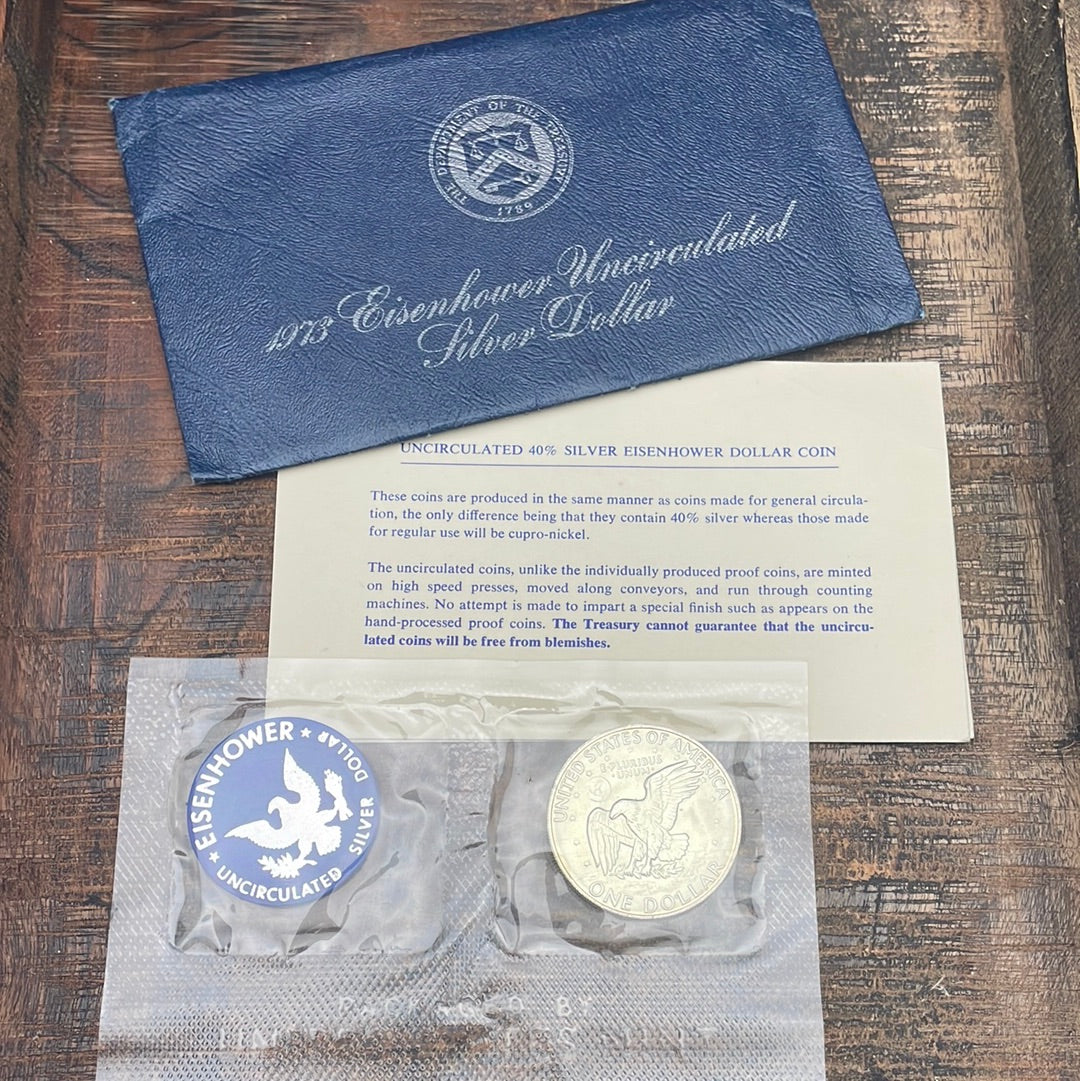 THE DEPARTMENT OF THE TREASURY
1789
1973 Eisenhower Uncirculated
Silver Dollar
UNCIRCULATED 40% SILVER EISENHOWER DOLLAR COIN
These coins are produced in the same manner as coins made for general circula-
tion, the only difference being that they contain 40% silver whereas those made
for regular use will be cupro-nickel.
The uncirculated coins, unlike the individually produced proof coins, are minted
on high speed presses, moved along conveyors, and run through counting
machines. No attempt is made to impart a special finish such as appears on the
hand-processed proof coins. The Treasury cannot guarantee that the uncircu-
lated coins will be free from blemishes.
★ EISENHOWER ★ DOLLAR
SILVER
UNCIRCULATED
UNITED STATES OF AMERICA
E·PLURIBUS
UNUM
ONE DOLLAR
PACKAGED BY
UNITED STATES MINT